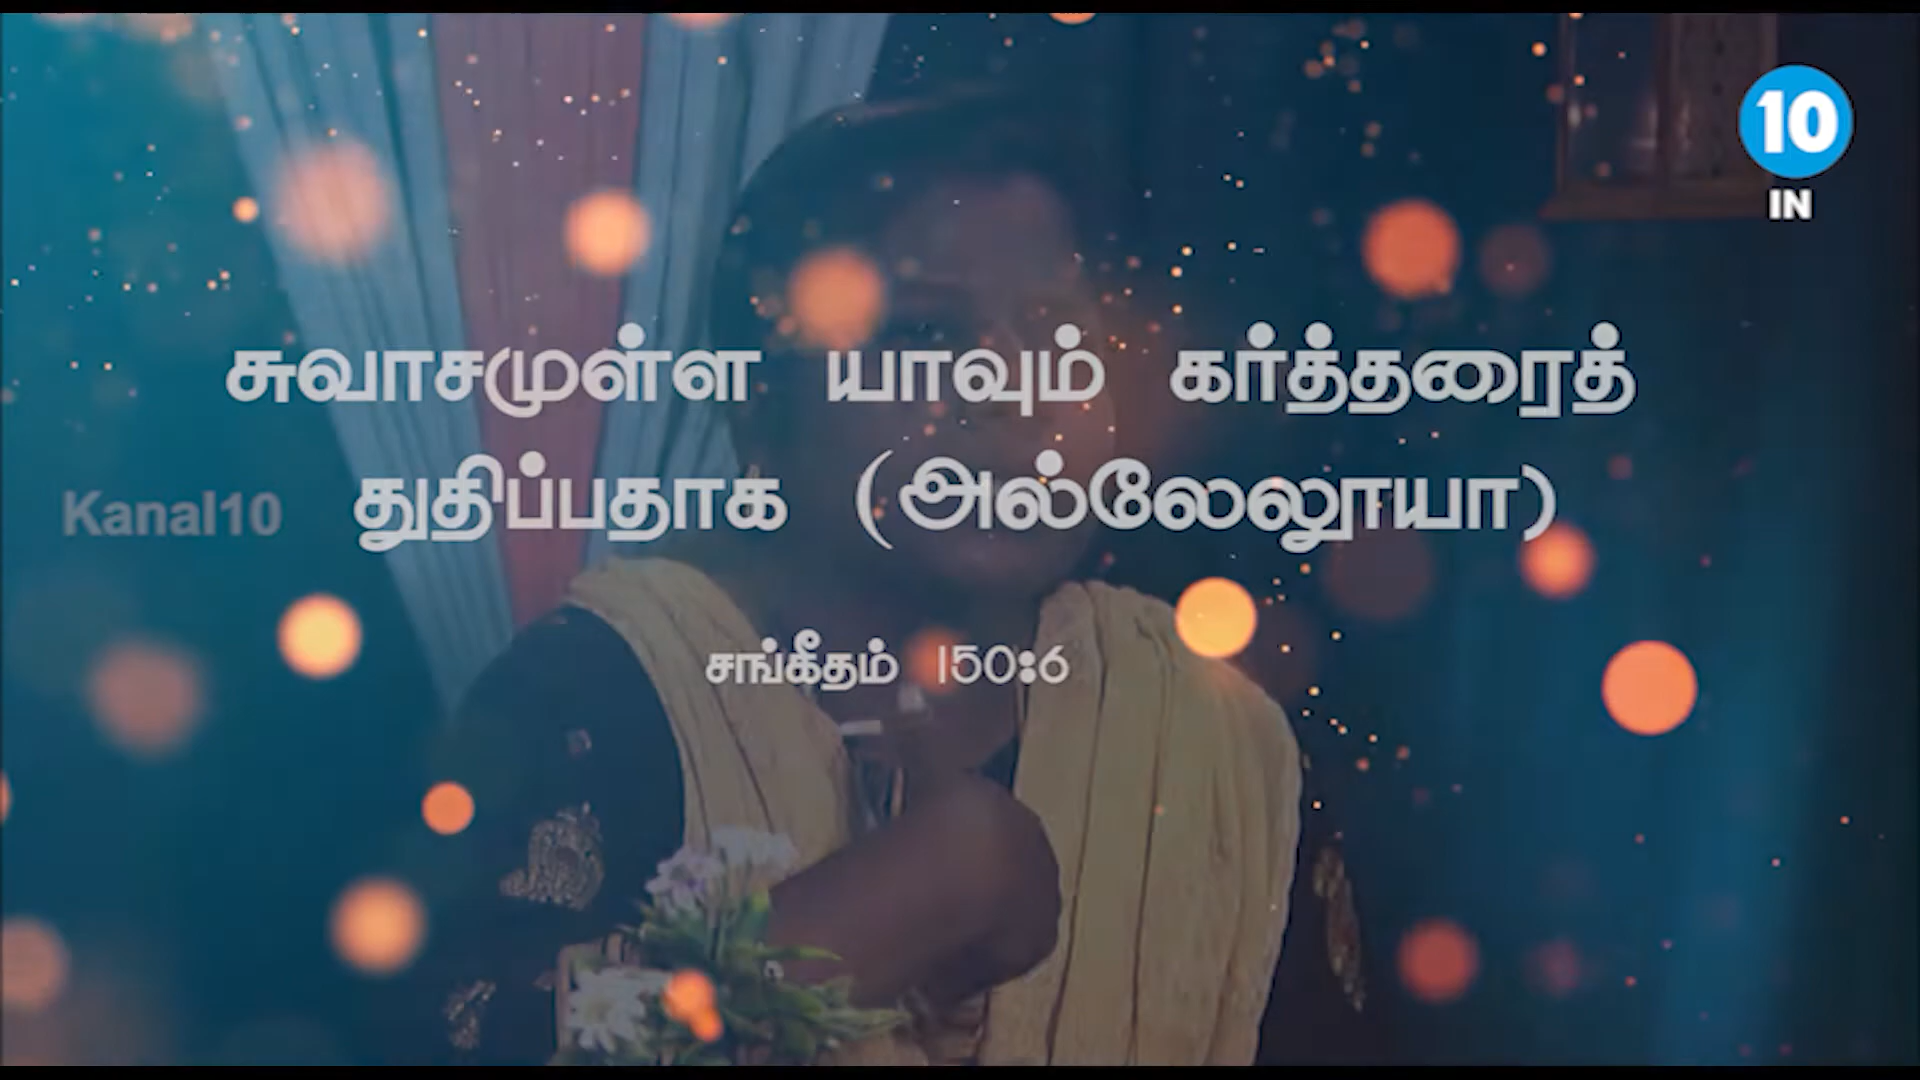 10
IN
சுவாசமுள்ள யாவும் கர்த்தரைத்
துதிப்பதாக (அல்லேலூயா)
Kanal10
சங்கீதம் 150:6